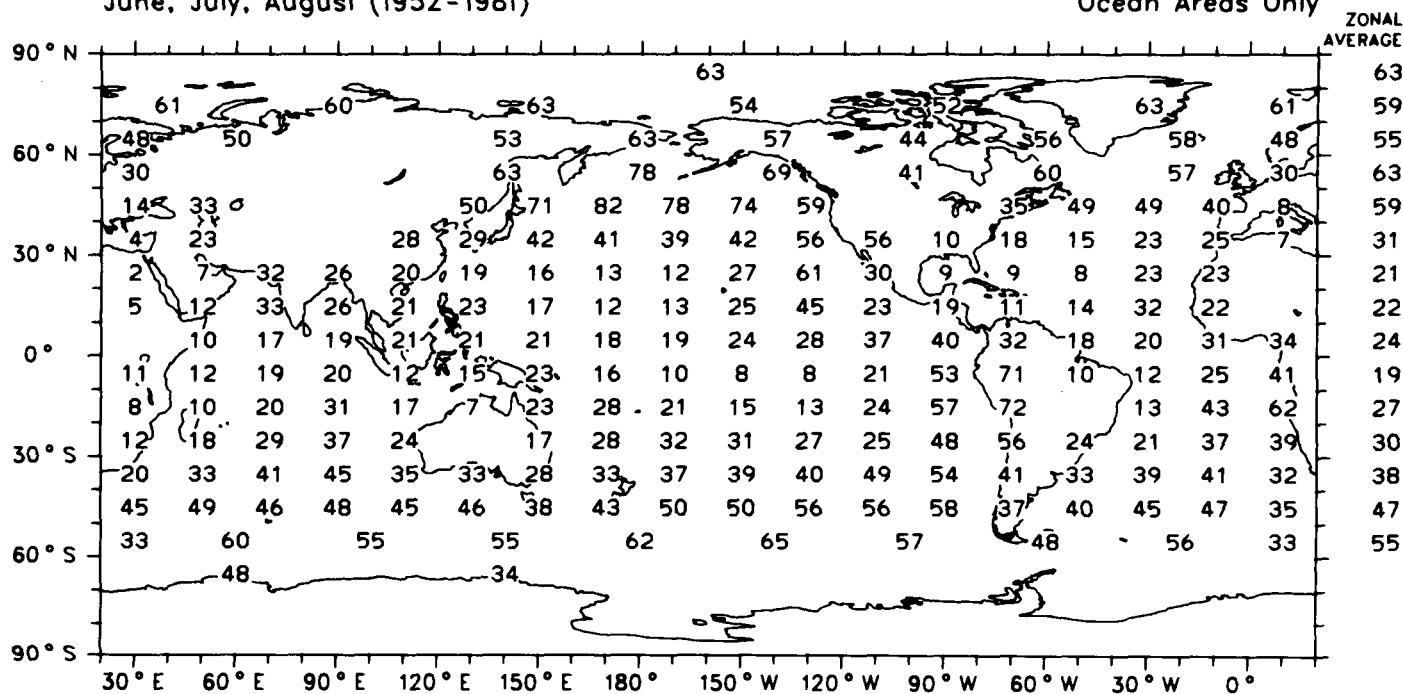 June, July, August (1952-1981) Ocean Areas Only
ZONAL
AVERAGE
90° N
63 63
61 60 63 54 52 63 61 59
48 50 53 63 57 44 56 58 48 55
60° N
30 63 78 69 41 60 57 30 63
14 33 50 71 82 78 74 59 35 49 49 40 8 59
4 23 28 29 42 41 39 42 56 56 10 18 15 23 25 7 31
30° N
2 7 32 26 20 19 16 13 12 27 61 30 9 9 8 23 23 21
5 12 33 26 21 23 17 12 13 25 45 23 19 11 14 32 22 22
10 17 19 21 21 21 18 19 24 28 37 40 32 18 20 31 34 24
0°
11 12 19 20 12 15 23 16 10 8 8 21 53 71 10 12 25 41 19
8 10 20 31 17 7 23 28 21 15 13 24 57 72 13 43 62 27
12 18 29 37 24 17 28 32 31 27 25 48 56 24 21 37 39 30
30° S
20 33 41 45 35 33 28 33 37 39 40 49 54 41 33 39 41 32 38
45 49 46 48 45 46 38 43 50 50 56 56 58 37 40 45 47 35 47
33 60 55 55 62 65 57 48 56 33 55
60° S
48 34
90° S
30° E 60° E 90° E 120° E 150° E 180° 150° W 120° W 90° W 60° W 30° W 0°